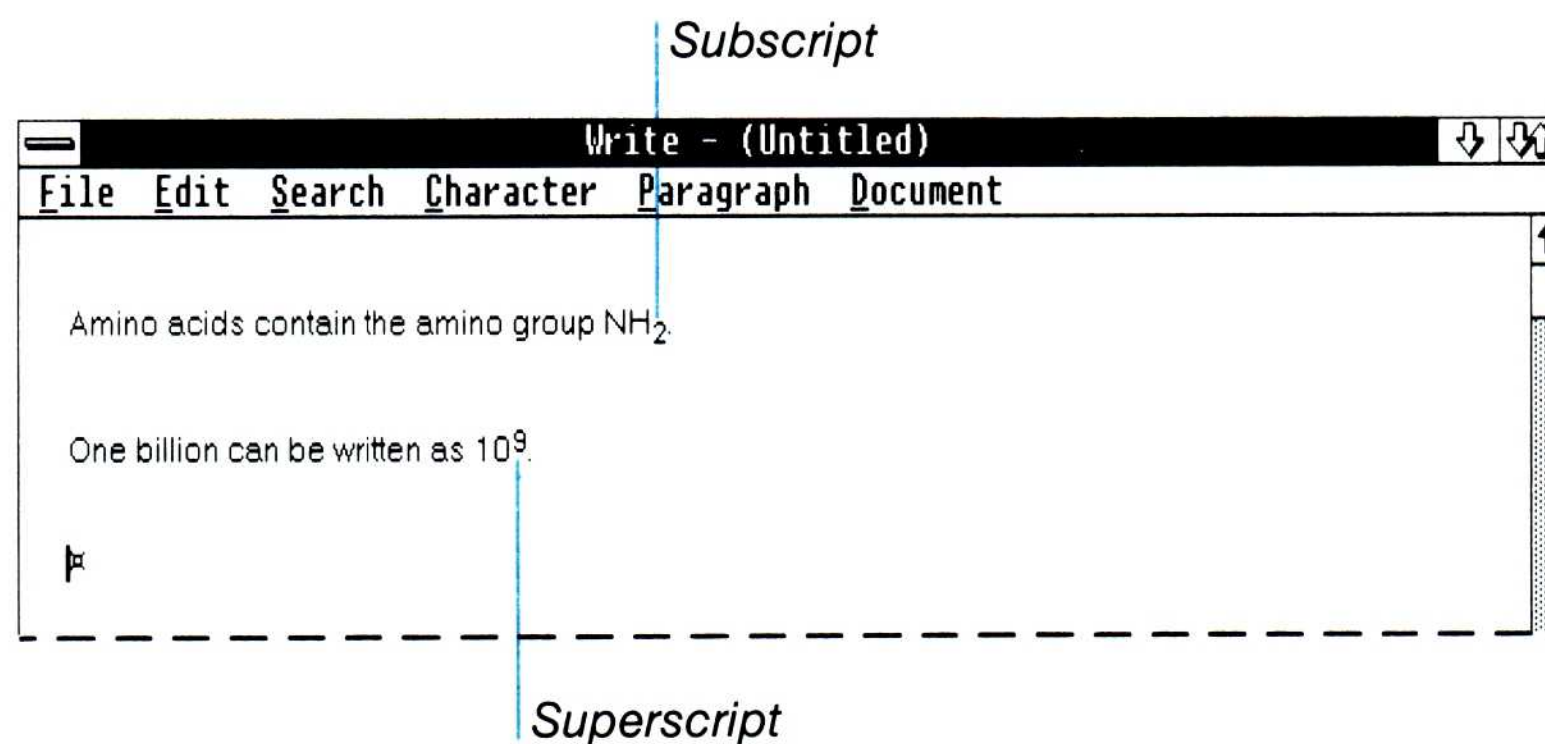 Subscript
Write - (Untitled)
File Edit Search Character Paragraph Document
Amino acids contain the amino group NH₂.
One billion can be written as 10⁹.
¤
Superscript